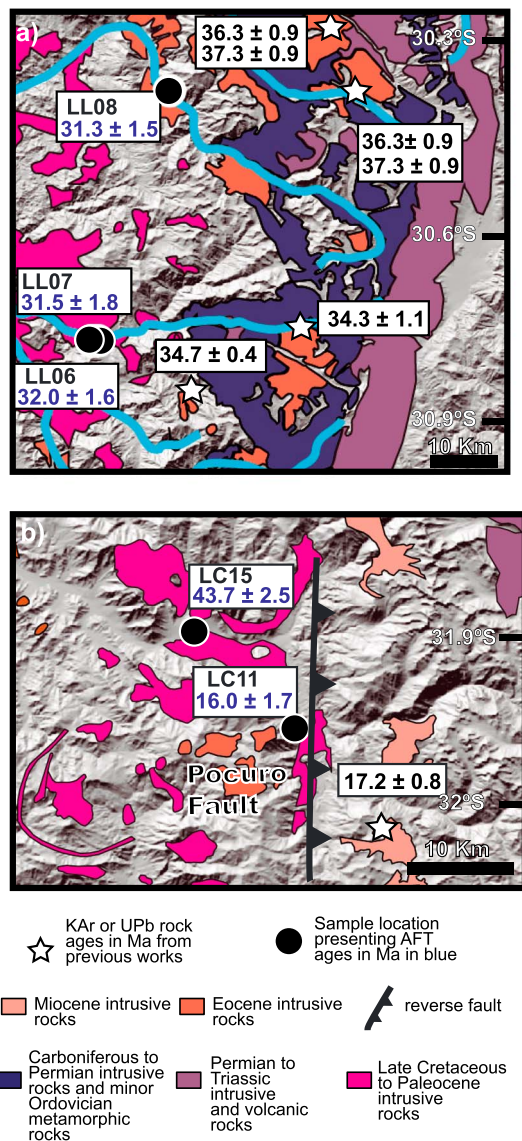 a)
36.3 ± 0.9
37.3 ± 0.9
30.3ºS
LL08
31.3 ± 1.5
36.3± 0.9
37.3 ± 0.9
30.6ºS
LL07
31.5 ± 1.8
34.3 ± 1.1
34.7 ± 0.4
LL06
32.0 ± 1.6
30.9ºS
10 Km
b)
LC15
43.7 ± 2.5
31.9ºS
LC11
16.0 ± 1.7
Pocuro
Fault
17.2 ± 0.8
32ºS
10 Km
KAr or UPb rock
ages in Ma from
previous works
Sample location
presenting AFT
ages in Ma in blue
Miocene intrusive
rocks
Eocene intrusive
rocks
reverse fault
Carboniferous to
Permian intrusive
rocks and minor
Ordovician
metamorphic
rocks
Permian to
Triassic
intrusive
and volcanic
rocks
Late Cretaceous
to Paleocene
intrusive
rocks